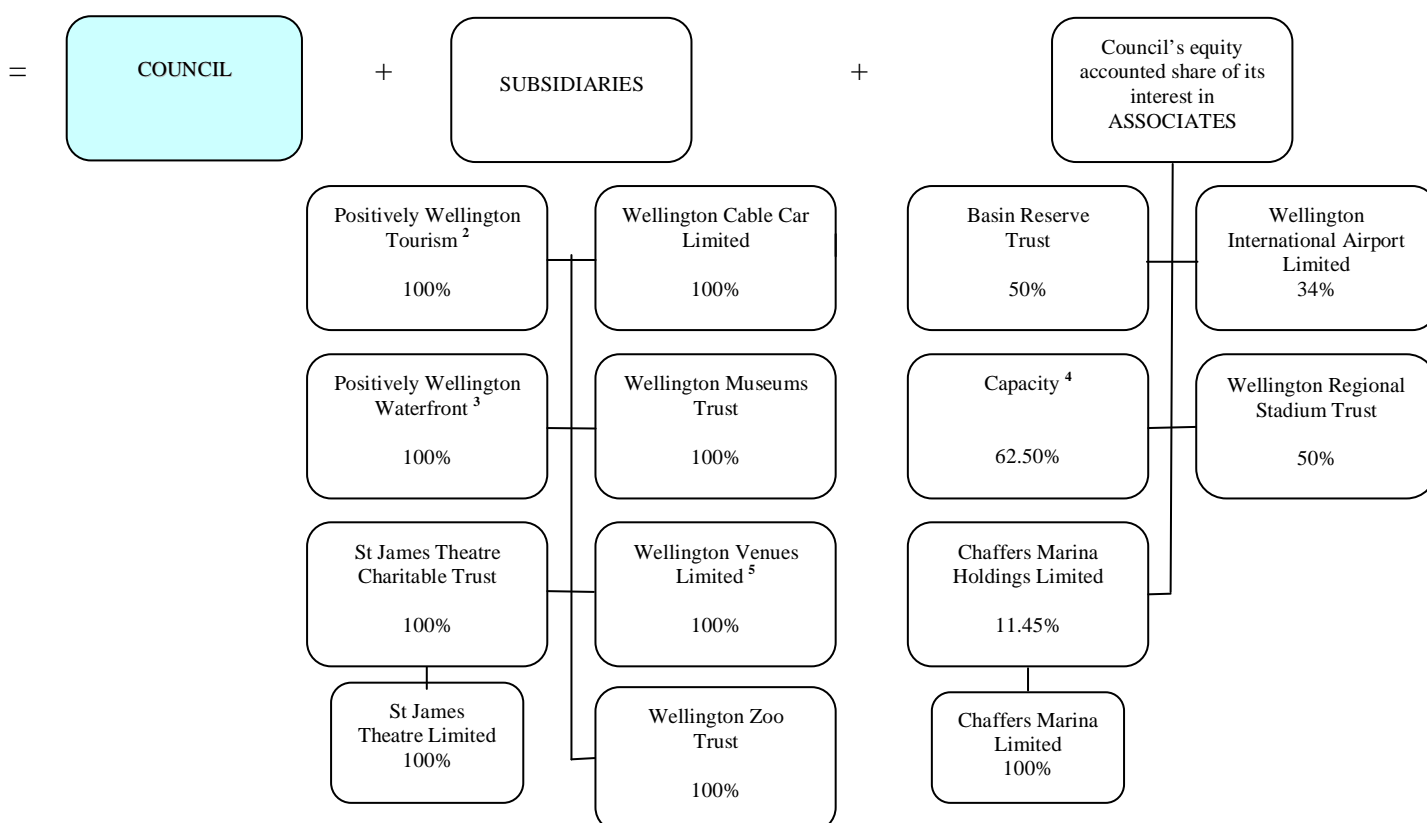 =
COUNCIL
+
SUBSIDIARIES
+
Council’s equity
accounted share of its
interest in
ASSOCIATES
Positively Wellington
Tourism ²
100%
Wellington Cable Car
Limited
100%
Basin Reserve
Trust
50%
Wellington
International Airport
Limited
34%
Positively Wellington
Waterfront ³
100%
Wellington Museums
Trust
100%
Capacity ⁴
62.50%
Wellington Regional
Stadium Trust
50%
St James Theatre
Charitable Trust
100%
Wellington Venues
Limited ⁵
100%
Chaffers Marina
Holdings Limited
11.45%
St James
Theatre Limited
100%
Wellington Zoo
Trust
100%
Chaffers Marina
Limited
100%